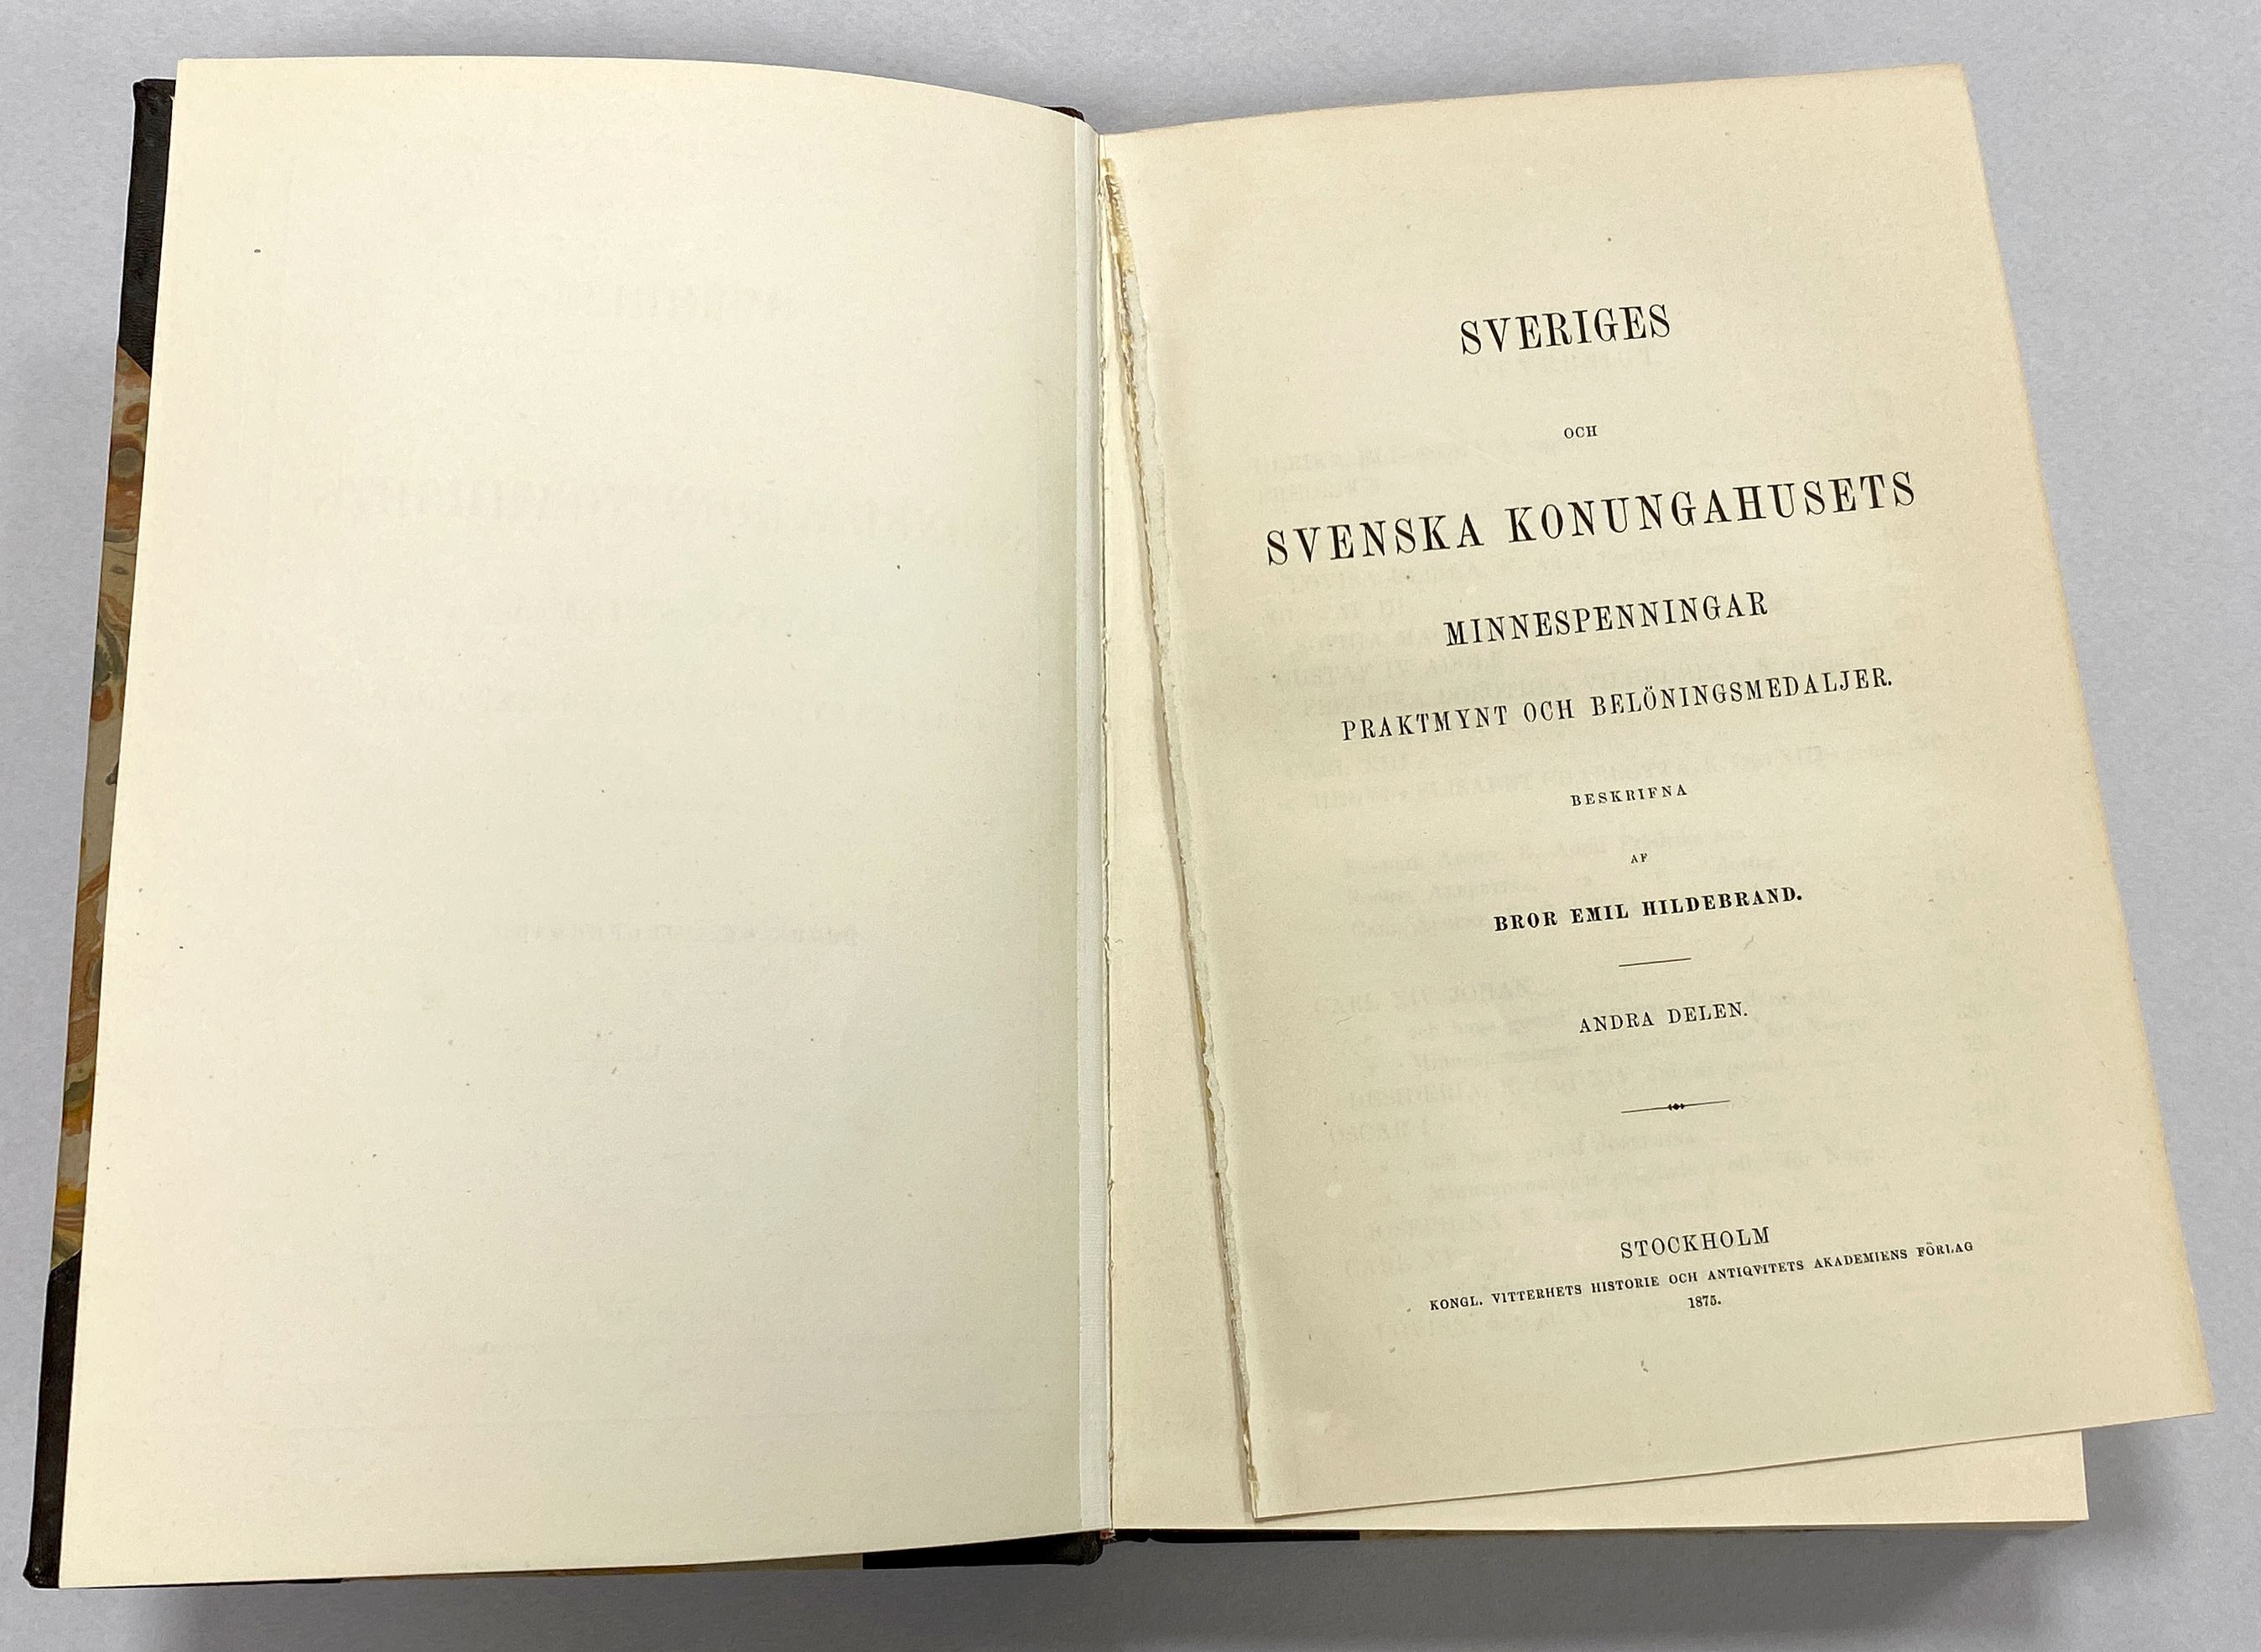 SVERIGES
OCH
SVENSKA KONUNGAHUSETS
MINNESPENNINGAR
PRAKTMYNT OCH BELÖNINGSMEDALJER.
BESKRIFNA
AF
BROR EMIL HILDEBRAND.
ANDRA DELEN.
STOCKHOLM
KONGL. VITTERHETS HISTORIE OCH ANTIQVITETS AKADEMIENS FÖRLAG
1875.